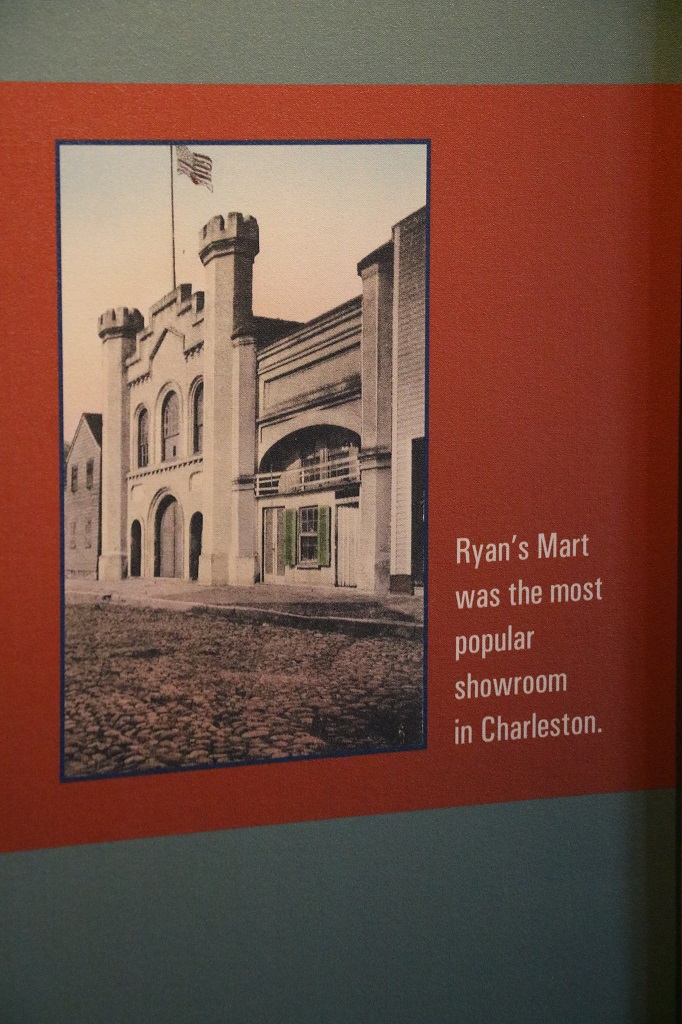 Ryan's Mart
was the most
popular
showroom
in Charleston.